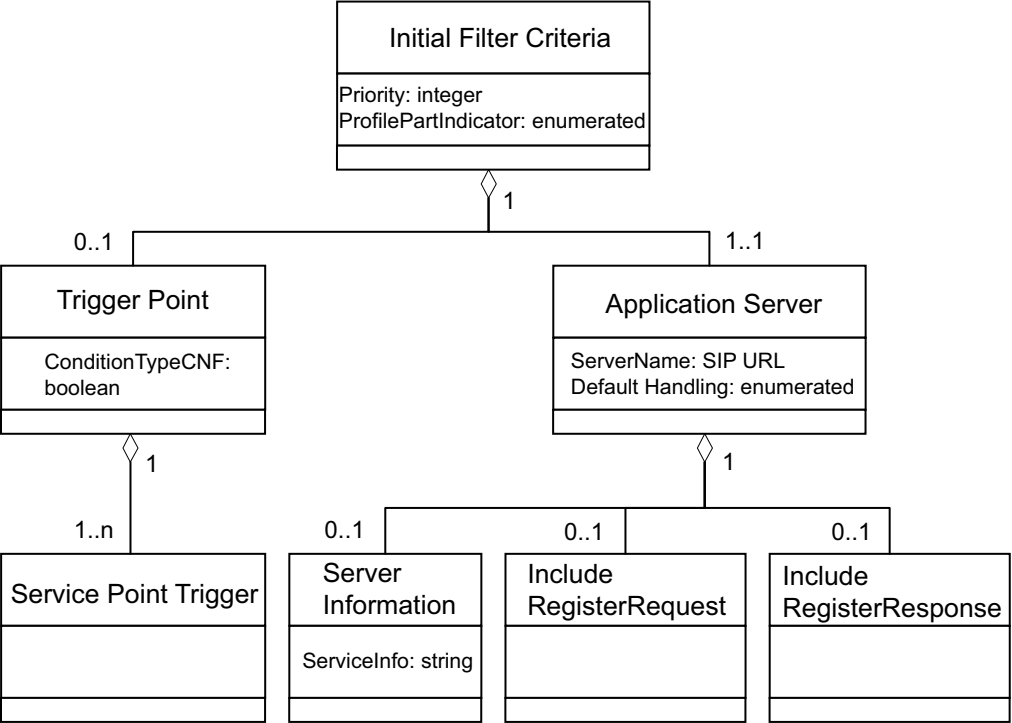 Initial Filter Criteria
Priority: integer
ProfilePartIndicator: enumerated
1
0..1
1..1
Trigger Point
ConditionTypeCNF:
boolean
Application Server
ServerName: SIP URL
Default Handling: enumerated
1
1
1..n
0..1
0..1
0..1
Service Point Trigger
Server
Information
ServiceInfo: string
Include
RegisterRequest
Include
RegisterResponse